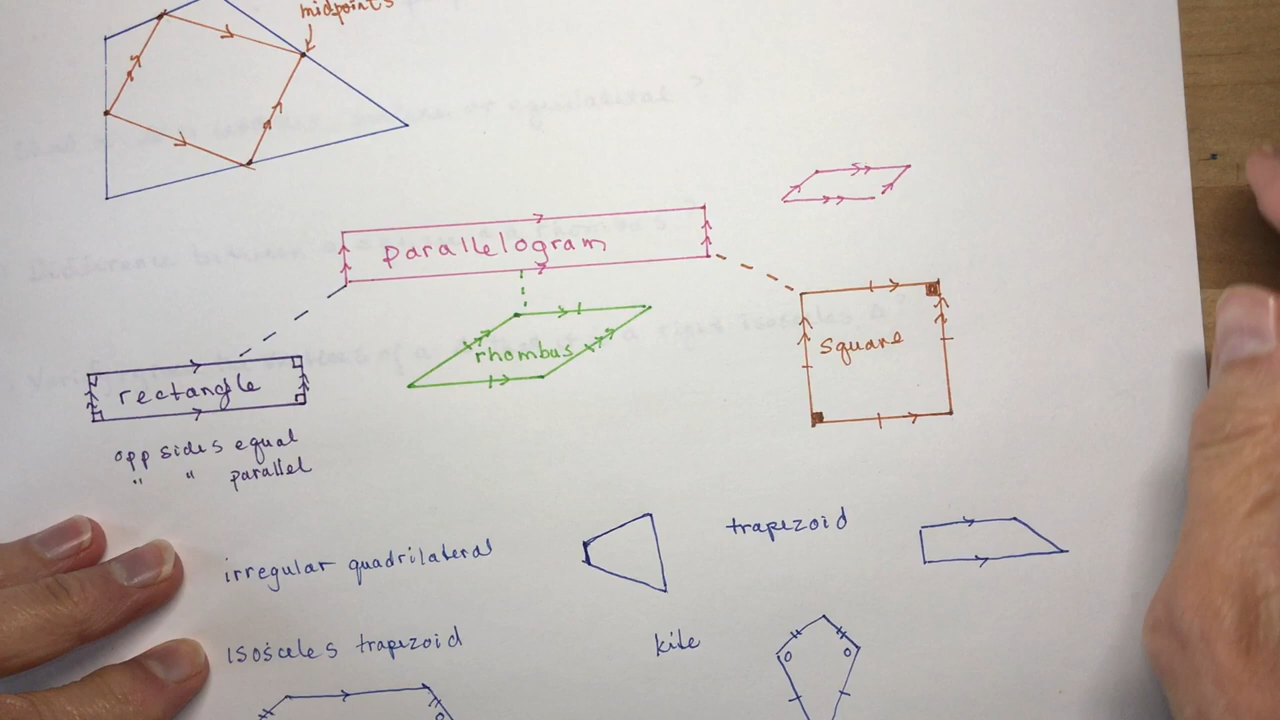 midpoints
parallelogram
rhombus
square
rectangle
opp sides equal
" " parallel
irregular quadrilateral
trapezoid
isosceles trapezoid
kite